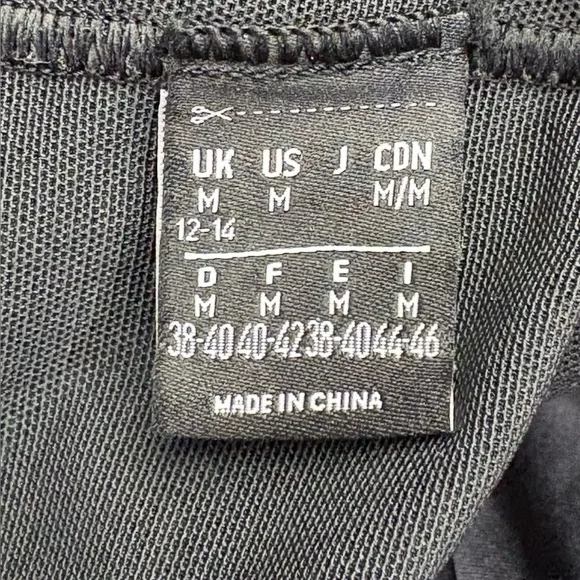 UK US J CDN
M M M/M
12-14
D F E I
M M M M
38-40 40-42 38-40 44-46
MADE IN CHINA